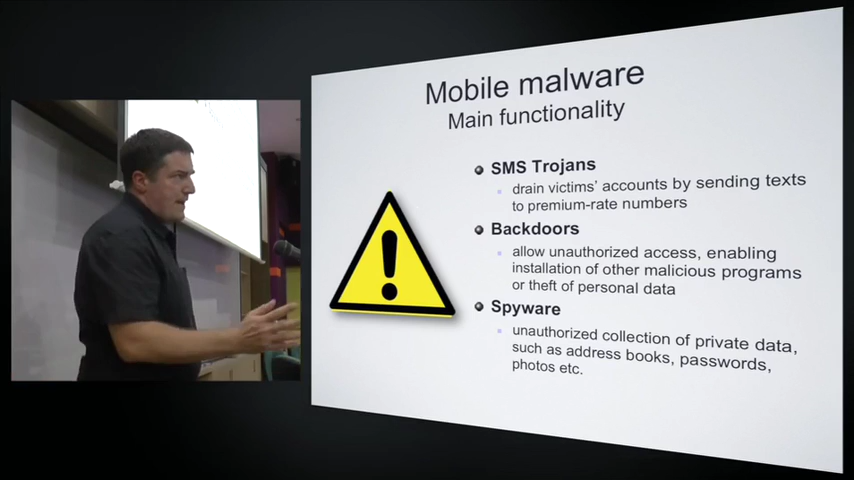 Mobile malware
Main functionality
SMS Trojans
drain victims’ accounts by sending texts
to premium-rate numbers
Backdoors
allow unauthorized access, enabling
installation of other malicious programs
or theft of personal data
Spyware
unauthorized collection of private data,
such as address books, passwords,
photos etc.